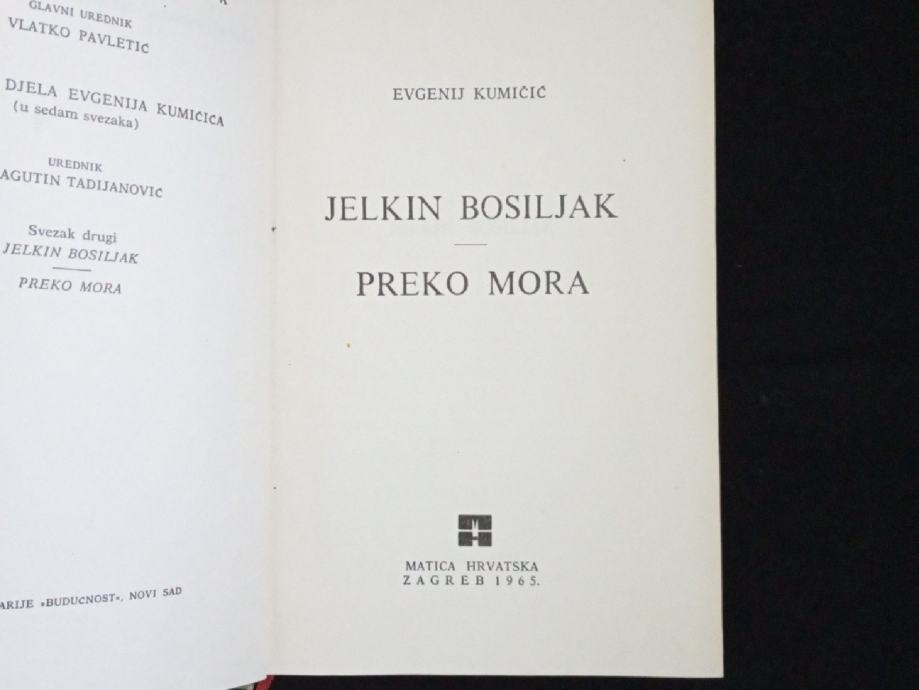 GLAVNI UREDNIK
VLATKO PAVLETIĆ
DJELA EVGENIJA KUMIČIĆA
(u sedam svezaka)
UREDNIK
AGUTIN TADIJANOVIĆ
Svezak drugi
JELKIN BOSILJAK
PREKO MORA
ARIJE »BUDUĆNOST«, NOVI SAD
EVGENIJ KUMIČIĆ
JELKIN BOSILJAK
PREKO MORA
MATICA HRVATSKA
ZAGREB 1965.